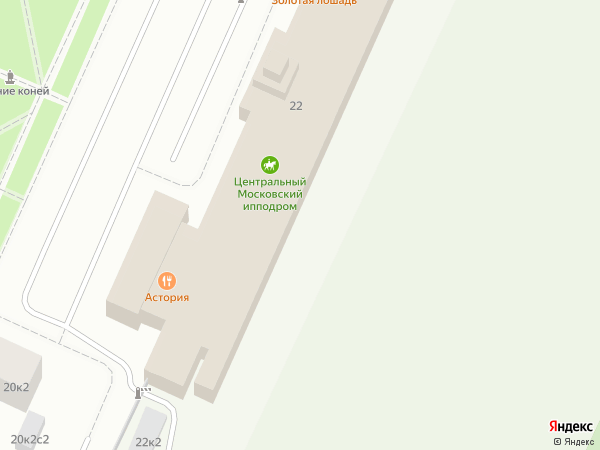 Золотая лошадь
ние коней
22
Центральный
Московский
ипподром
Астория
20к2
20к2с2
22к2
Яндекс
© Яндекс